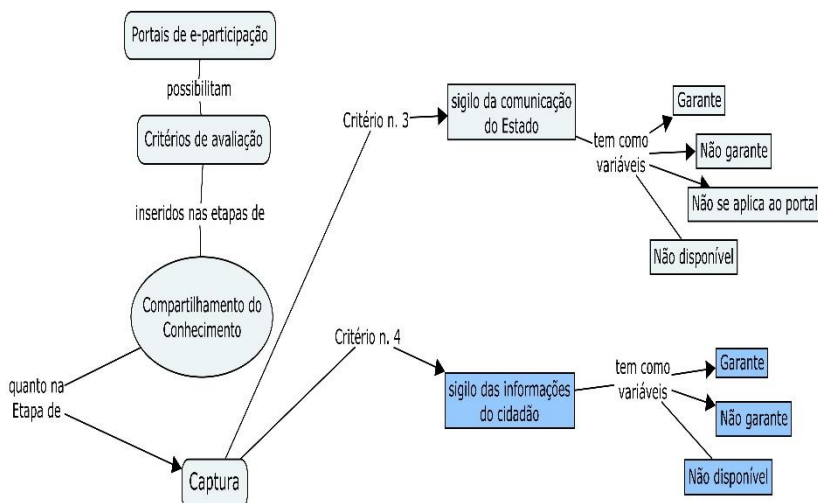 Portais de e-participação
possibilitam
Critérios de avaliação
inseridos nas etapas de
Compartilhamento do
Conhecimento
quanto na
Etapa de
Captura
Critério n. 3
sigilo da comunicação
do Estado
tem como
variáveis
Garante
Não garante
Não se aplica ao portal
Não disponível
Critério n. 4
sigilo das informações
do cidadão
tem como
variáveis
Garante
Não garante
Não disponível